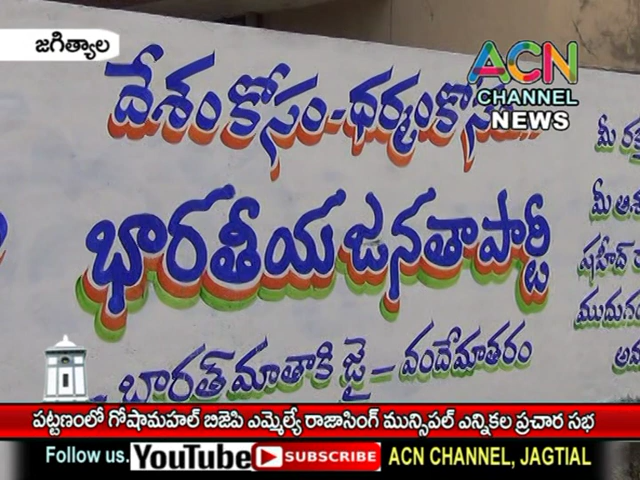 జగిత్యాల
ACN
CHANNEL
NEWS
దేశం కోసం-ధర్మంకోసం..
భారతీయ జనతాపార్టీ
భారత్ మాతాకి జై – వందేమాతరం
మీ
మీ
షహీద్
పట్టణంలో గోషామహల్ బిజెపి ఎమ్మెల్యే రాజాసింగ్ మున్సిపల్ ఎన్నికల ప్రచార సభ
Follow us. YouTube SUBSCRIBE ACN CHANNEL, JAGTIAL